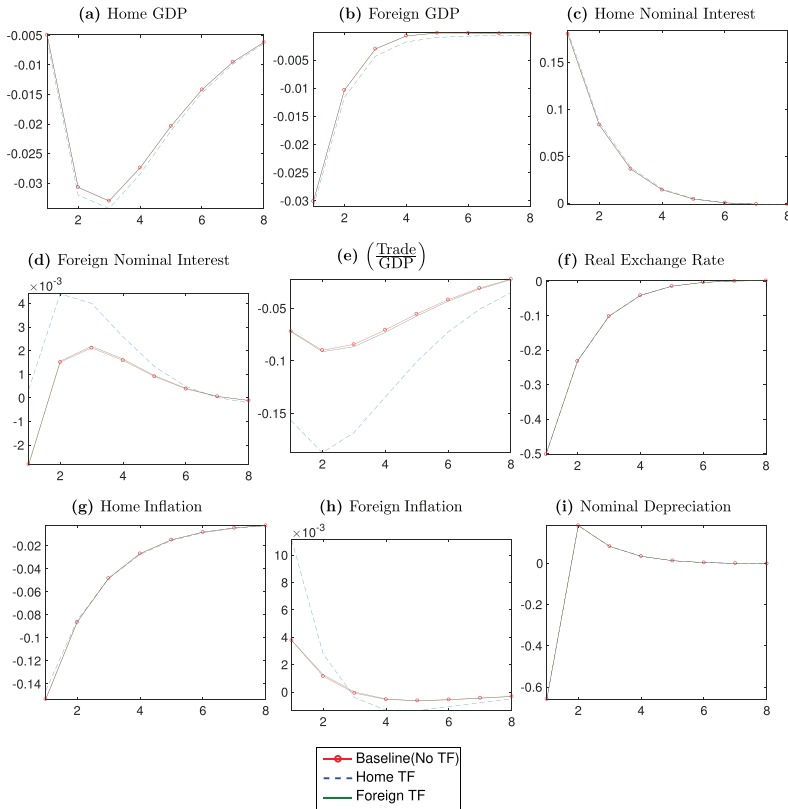 (a) Home GDP
(b) Foreign GDP
(c) Home Nominal Interest
-0.005
-0.01
-0.015
-0.02
-0.025
-0.03
2 4 6 8
-0.005
-0.01
-0.015
-0.02
-0.025
-0.03
2 4 6 8
0.15
0.1
0.05
0
2 4 6 8
(d) Foreign Nominal Interest
(e) (Trade
GDP)
(f) Real Exchange Rate
×10⁻³
4
3
2
1
0
-1
-2
2 4 6 8
-0.05
-0.1
-0.15
2 4 6 8
0
-0.1
-0.2
-0.3
-0.4
-0.5
2 4 6 8
(g) Home Inflation
(h) Foreign Inflation
(i) Nominal Depreciation
-0.02
-0.04
-0.06
-0.08
-0.1
-0.12
-0.14
2 4 6 8
×10⁻³
10
8
6
4
2
0
2 4 6 8
0
-0.2
-0.4
-0.6
2 4 6 8
Baseline(No TF)
Home TF
Foreign TF